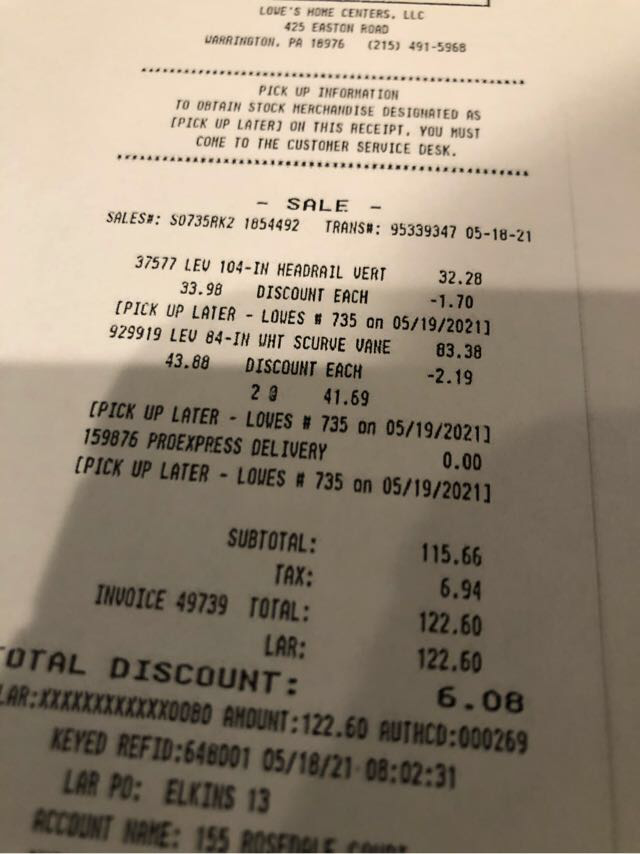 LOWE'S HOME CENTERS, LLC
425 EASTON ROAD
WARRINGTON, PA 18976 (215) 491-5968
PICK UP INFORMATION
TO OBTAIN STOCK MERCHANDISE DESIGNATED AS
[PICK UP LATER] ON THIS RECEIPT, YOU MUST
COME TO THE CUSTOMER SERVICE DESK.
- SALE -
SALES#: S0735RK2 1854492 TRANS#: 95339347 05-18-21
37577 LEV 104-IN HEADRAIL VERT 32.28
33.98 DISCOUNT EACH -1.70
[PICK UP LATER - LOWES # 735 on 05/19/2021]
929919 LEV 84-IN WHT SCURVE VANE 83.38
43.88 DISCOUNT EACH -2.19
2 @ 41.69
[PICK UP LATER - LOWES # 735 on 05/19/2021]
159876 PROEXPRESS DELIVERY 0.00
[PICK UP LATER - LOWES # 735 on 05/19/2021]
SUBTOTAL: 115.66
TAX: 6.94
INVOICE 49739 TOTAL: 122.60
LAR: 122.60
TOTAL DISCOUNT: 6.08
LAR:XXXXXXXXXXXX0080 AMOUNT:122.60 AUTHCD:000269
KEYED REFID:648001 05/18/21 08:02:31
LAR PO: ELKINS 13
ACCOUNT NAME: 155 ROSEDALE COURT